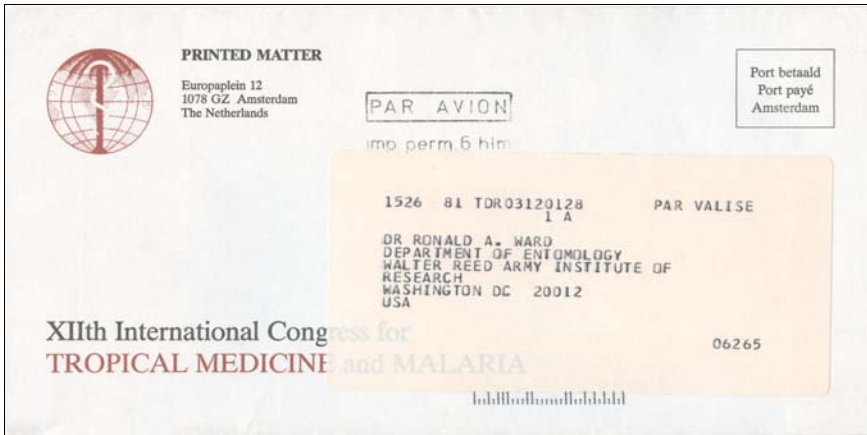 PRINTED MATTER
Europaplein 12
1078 GZ Amsterdam
The Netherlands
PAR AVION
imp. perm. 6 him
Port betaald
Port payé
Amsterdam
1526 81 TDR03120128 PAR VALISE
1 A
DR RONALD A. WARD
DEPARTMENT OF ENTOMOLOGY
WALTER REED ARMY INSTITUTE OF
RESEARCH
WASHINGTON DC 20012
USA
06265
XIIth International Congress for
TROPICAL MEDICINE and MALARIA